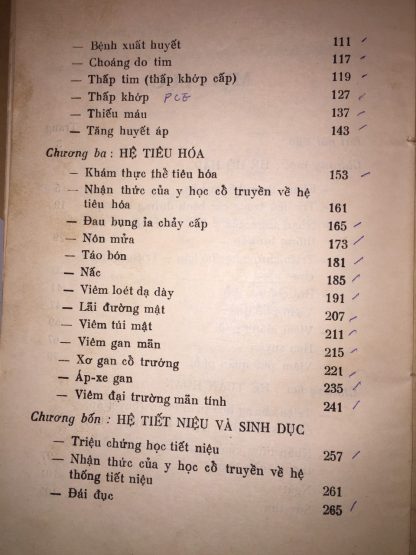 — Bệnh xuất huyết 111
— Choáng do tim 117
— Thấp tim (thấp khớp cấp) 119
— Thấp khớp PCE 127
— Thiếu máu 137
— Tăng huyết áp 143
Chương ba : HỆ TIÊU HÓA
— Khám thực thể tiêu hóa 153
— Nhận thức của y học cổ truyền về hệ
tiêu hóa 161
— Đau bụng ỉa chảy cấp 165
— Nôn mửa 173
— Táo bón 181
— Nấc 185
— Viêm loét dạ dày 191
— Lãi đường mật 207
— Viêm túi mật 211
— Viêm gan mãn 215
— Xơ gan cổ trướng 221
— Áp-xe gan 235
— Viêm đại trường mãn tính 241
Chương bốn : HỆ TIẾT NIỆU VÀ SINH DỤC
— Triệu chứng học tiết niệu 257
— Nhận thức của y học cổ truyền về hệ
thống tiết niệu 261
— Đái đục 265